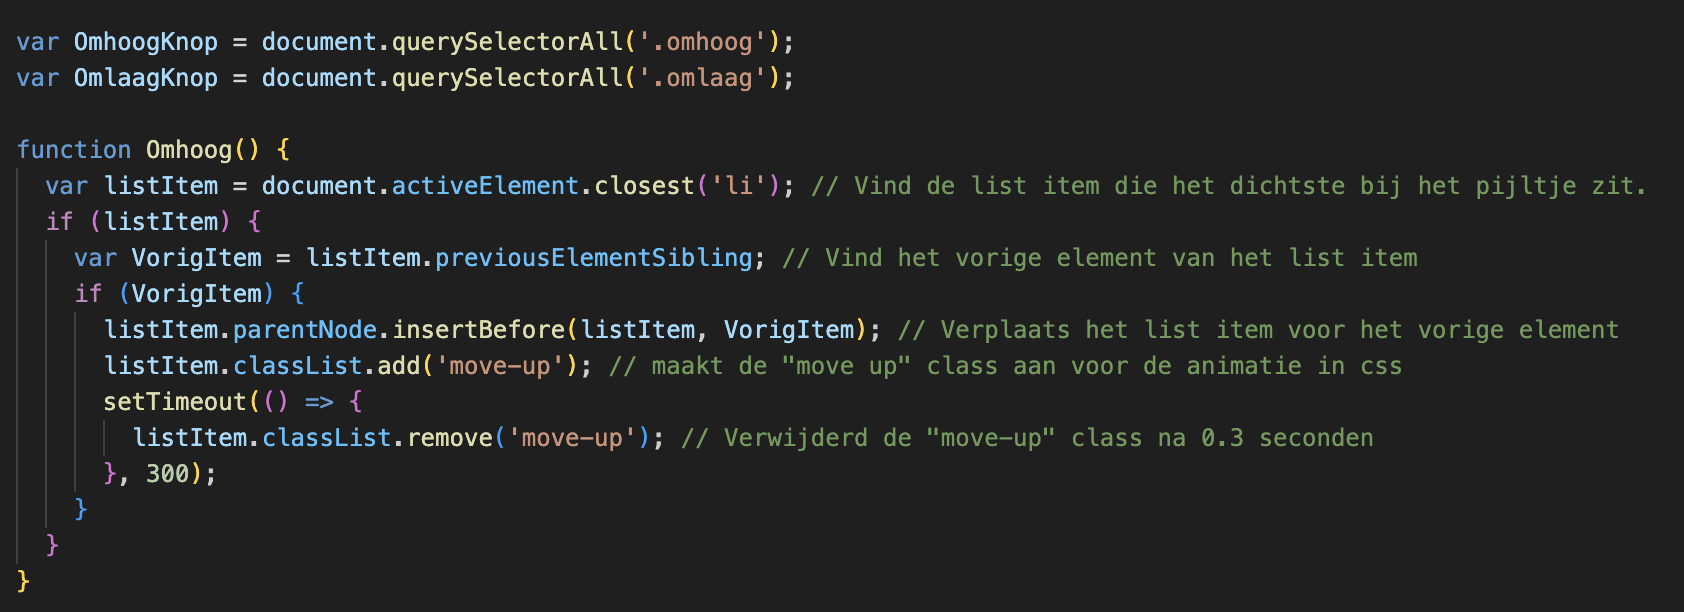 var OmhoogKnop = document.querySelectorAll('.omhoog');
var OmlaagKnop = document.querySelectorAll('.omlaag');
function Omhoog() {
var listItem = document.activeElement.closest('li'); // Vind de list item die het dichtste bij het pijltje zit.
if (listItem) {
var VorigItem = listItem.previousElementSibling; // Vind het vorige element van het list item
if (VorigItem) {
listItem.parentNode.insertBefore(listItem, VorigItem); // Verplaats het list item voor het vorige element
listItem.classList.add('move-up'); // maakt de "move up" class aan voor de animatie in css
setTimeout(() => {
listItem.classList.remove('move-up'); // Verwijderd de "move-up" class na 0.3 seconden
}, 300);
}
}
}